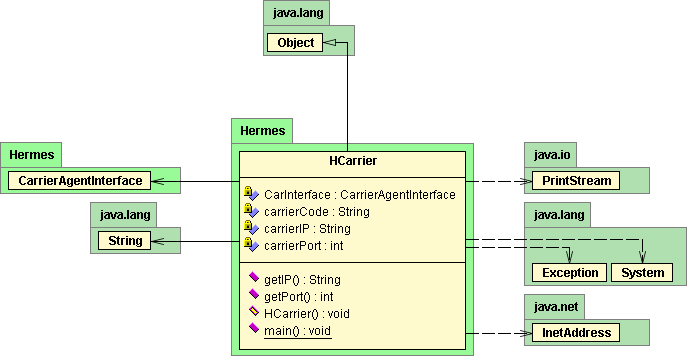 java.lang
Object
Hermes
HCarrier
CarInterface : CarrierAgentInterface
carrierCode : String
carrierIP : String
carrierPort : int
getIP() : String
getPort() : int
HCarrier() : void
main() : void
Hermes
CarrierAgentInterface
java.lang
String
java.io
PrintStream
java.lang
Exception
System
java.net
InetAddress